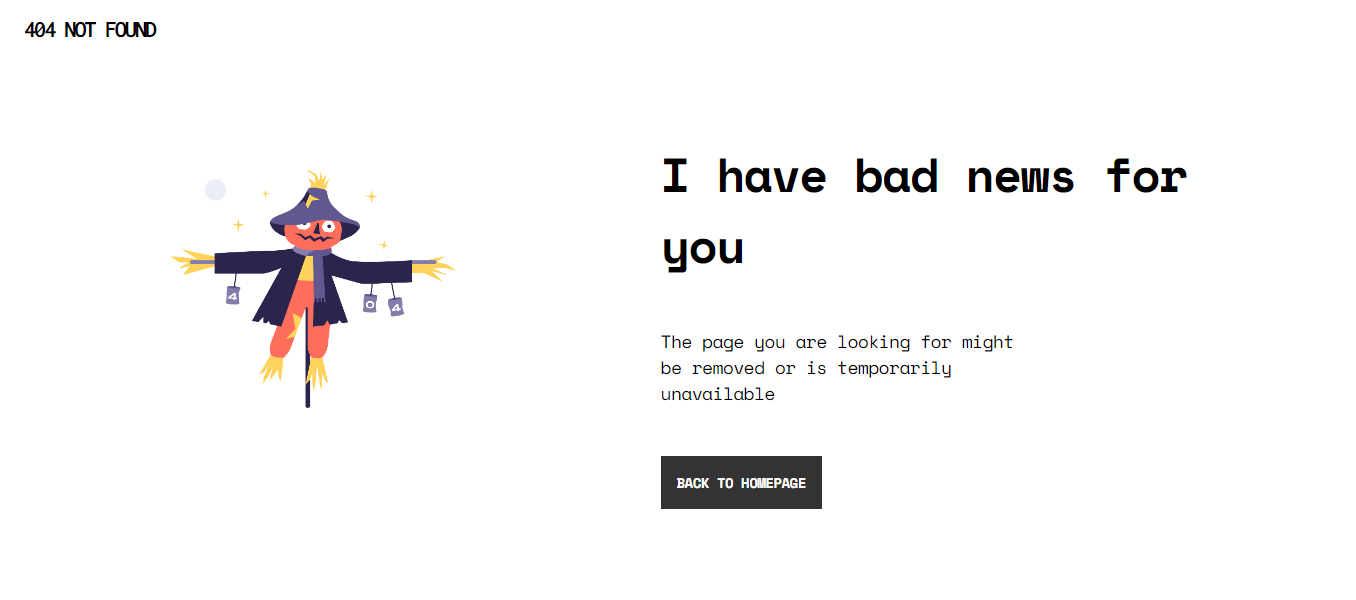 404 NOT FOUND
I have bad news for
you
4
0
4
The page you are looking for might
be removed or is temporarily
unavailable
BACK TO HOMEPAGE